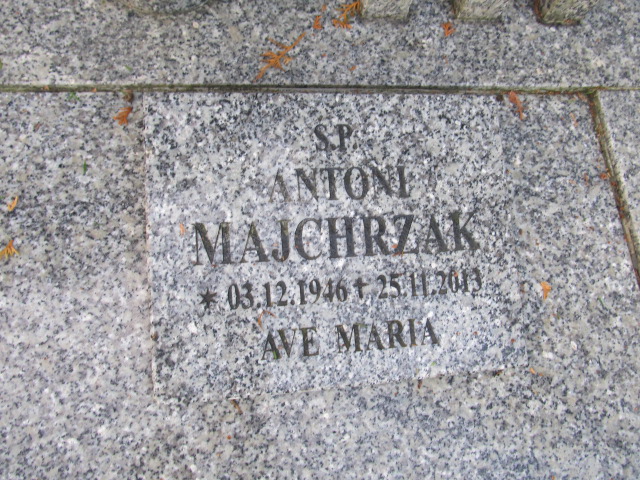 S.P.
ANTONI
MAJCHRZAK
* 03.12.1946 † 25.11.2013
AVE MARIA